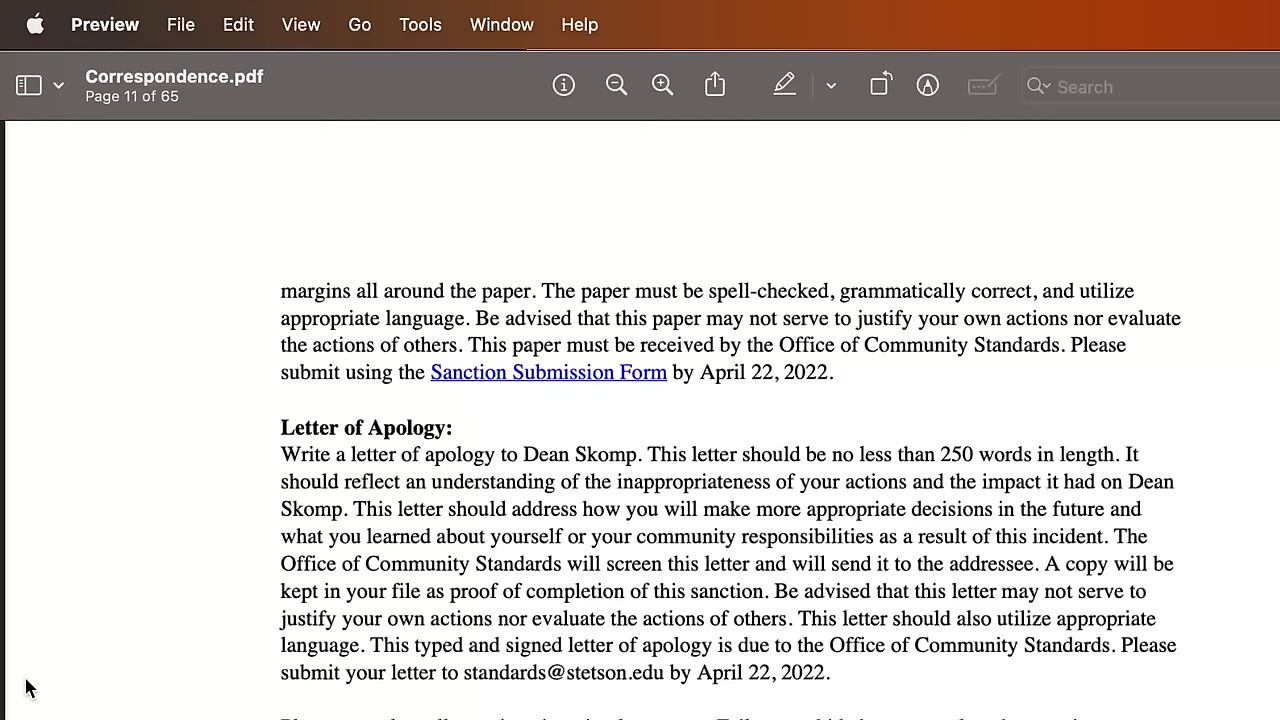 Preview File Edit View Go Tools Window Help
Correspondence.pdf
Page 11 of 65
Search
margins all around the paper. The paper must be spell-checked, grammatically correct, and utilize
appropriate language. Be advised that this paper may not serve to justify your own actions nor evaluate
the actions of others. This paper must be received by the Office of Community Standards. Please
submit using the Sanction Submission Form by April 22, 2022.
Letter of Apology:
Write a letter of apology to Dean Skomp. This letter should be no less than 250 words in length. It
should reflect an understanding of the inappropriateness of your actions and the impact it had on Dean
Skomp. This letter should address how you will make more appropriate decisions in the future and
what you learned about yourself or your community responsibilities as a result of this incident. The
Office of Community Standards will screen this letter and will send it to the addressee. A copy will be
kept in your file as proof of completion of this sanction. Be advised that this letter may not serve to
justify your own actions nor evaluate the actions of others. This letter should also utilize appropriate
language. This typed and signed letter of apology is due to the Office of Community Standards. Please
submit your letter to standards@stetson.edu by April 22, 2022.